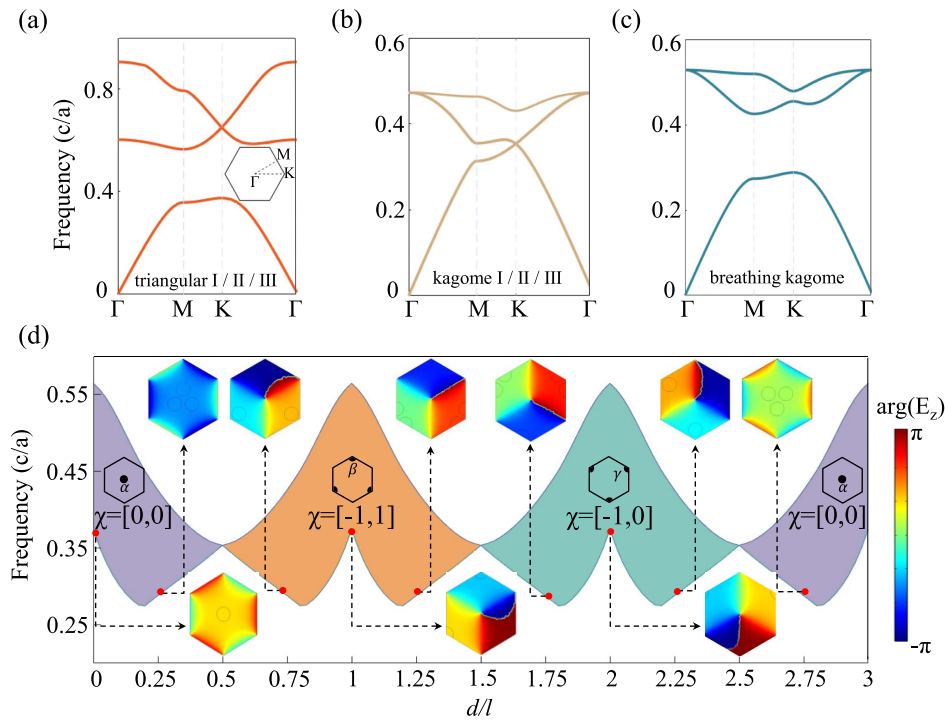 (a)
(b)
(c)
Frequency (c/a)
0.8
0.4
0
M
Γ
K
triangular I / II / III
Γ M K Γ
0.6
0.4
0.2
0
kagome I / II / III
Γ M K Γ
0.6
0.4
0.2
0
breathing kagome
Γ M K Γ
(d)
Frequency (c/a)
0.55
0.45
0.35
0.25
α
χ=[0,0]
β
χ=[-1,1]
γ
χ=[-1,0]
α
χ=[0,0]
arg(E_z)
π
-π
0 0.25 0.5 0.75 1 1.25 1.5 1.75 2 2.25 2.5 2.75 3
d/l